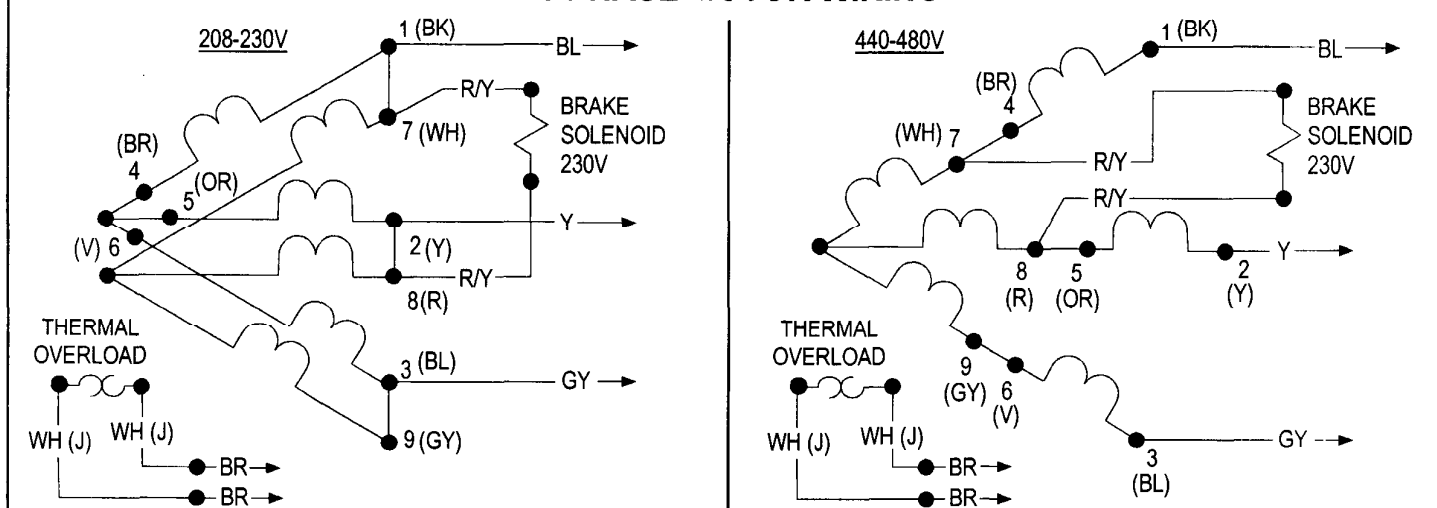 208-230V
1 (BK)
BL
R/Y
BRAKE
SOLENOID
230V
7 (WH)
(BR)
4
5
(OR)
Y
(V) 6
2 (Y)
R/Y
8(R)
THERMAL
OVERLOAD
3 (BL)
GY
9 (GY)
WH (J)
WH (J)
BR
BR
440-480V
1 (BK)
BL
(BR)
4
BRAKE
SOLENOID
230V
(WH)
7
R/Y
R/Y
Y
8
(R)
5
(OR)
2
(Y)
THERMAL
OVERLOAD
9
(GY)
6
(V)
GY
3
(BL)
WH (J)
WH (J)
BR
BR